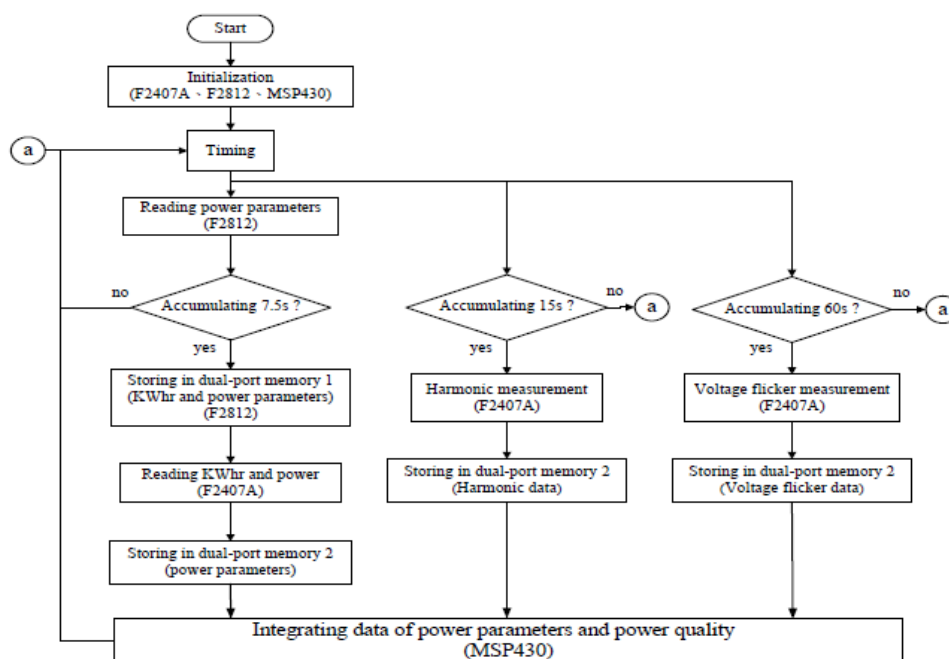 Start
Initialization
(F2407A、F2812、MSP430)
a
Timing
Reading power parameters
(F2812)
no
Accumulating 7.5s ?
yes
Accumulating 15s ?
no
a
yes
Accumulating 60s ?
no
a
yes
Storing in dual-port memory 1
(KWhr and power parameters)
(F2812)
Harmonic measurement
(F2407A)
Voltage flicker measurement
(F2407A)
Reading KWhr and power
(F2407A)
Storing in dual-port memory 2
(Harmonic data)
Storing in dual-port memory 2
(Voltage flicker data)
Storing in dual-port memory 2
(power parameters)
Integrating data of power parameters and power quality
(MSP430)